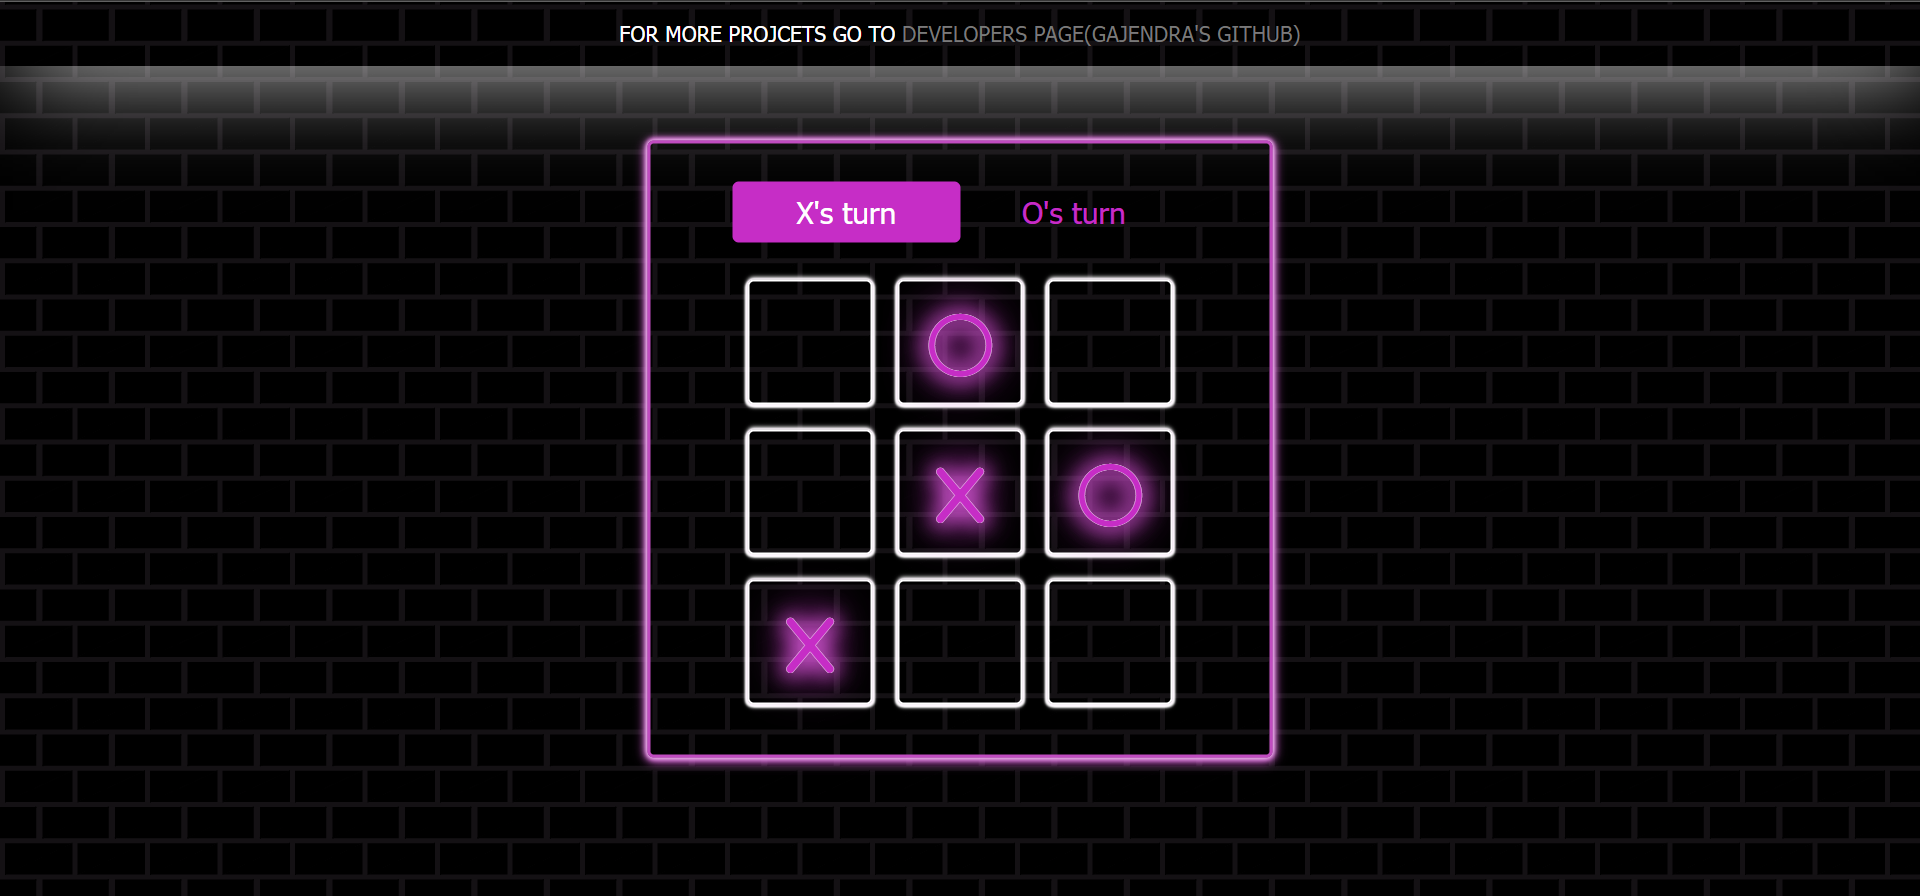 FOR MORE PROJCETS GO TO DEVELOPERS PAGE(GAJENDRA'S GITHUB)
X's turn O's turn
O
X O
X